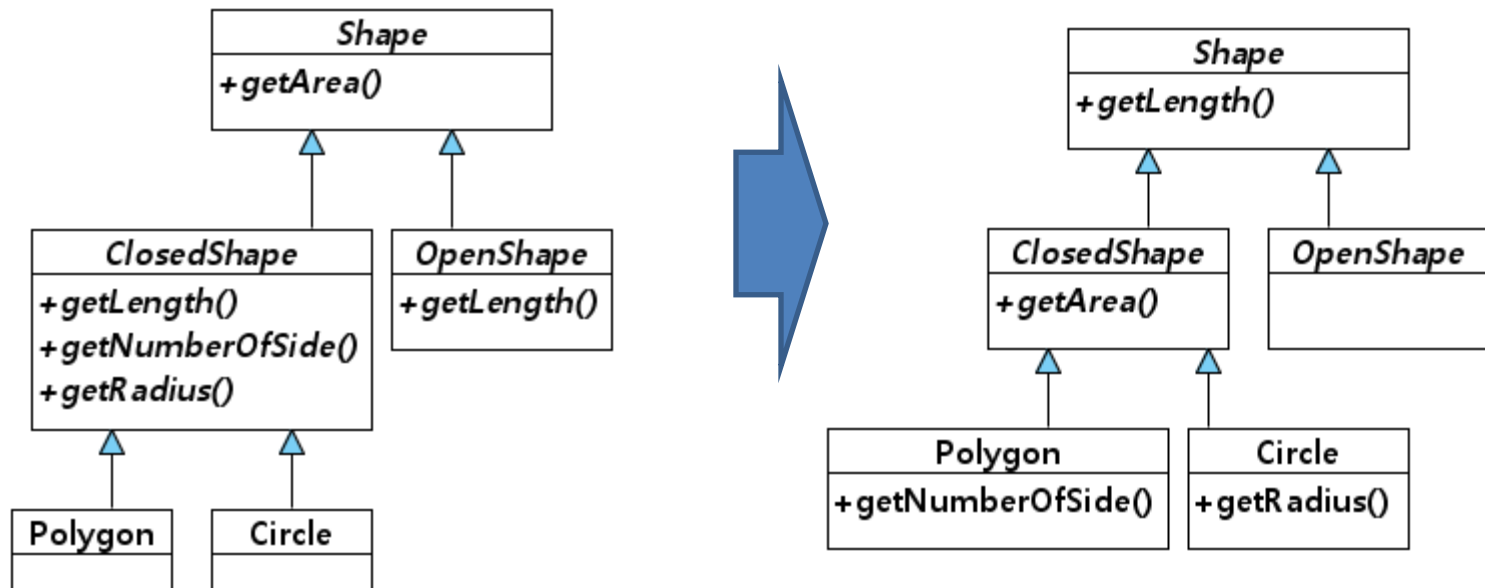 Shape
+getArea()
ClosedShape
+getLength()
+getNumberOfSide()
+getRadius()
OpenShape
+getLength()
Polygon
Circle
Shape
+getLength()
ClosedShape
+getArea()
OpenShape
Polygon
+getNumberOfSide()
Circle
+getRadius()